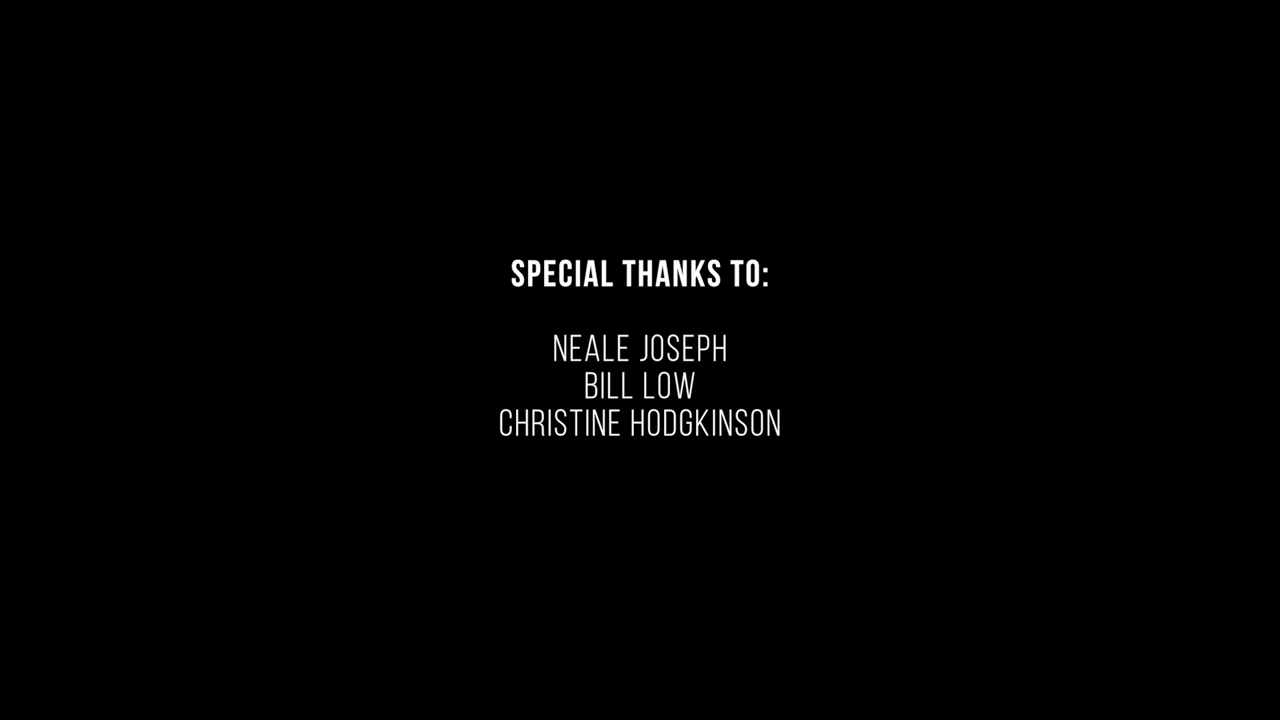 SPECIAL THANKS TO:
NEALE JOSEPH
BILL LOW
CHRISTINE HODGKINSON